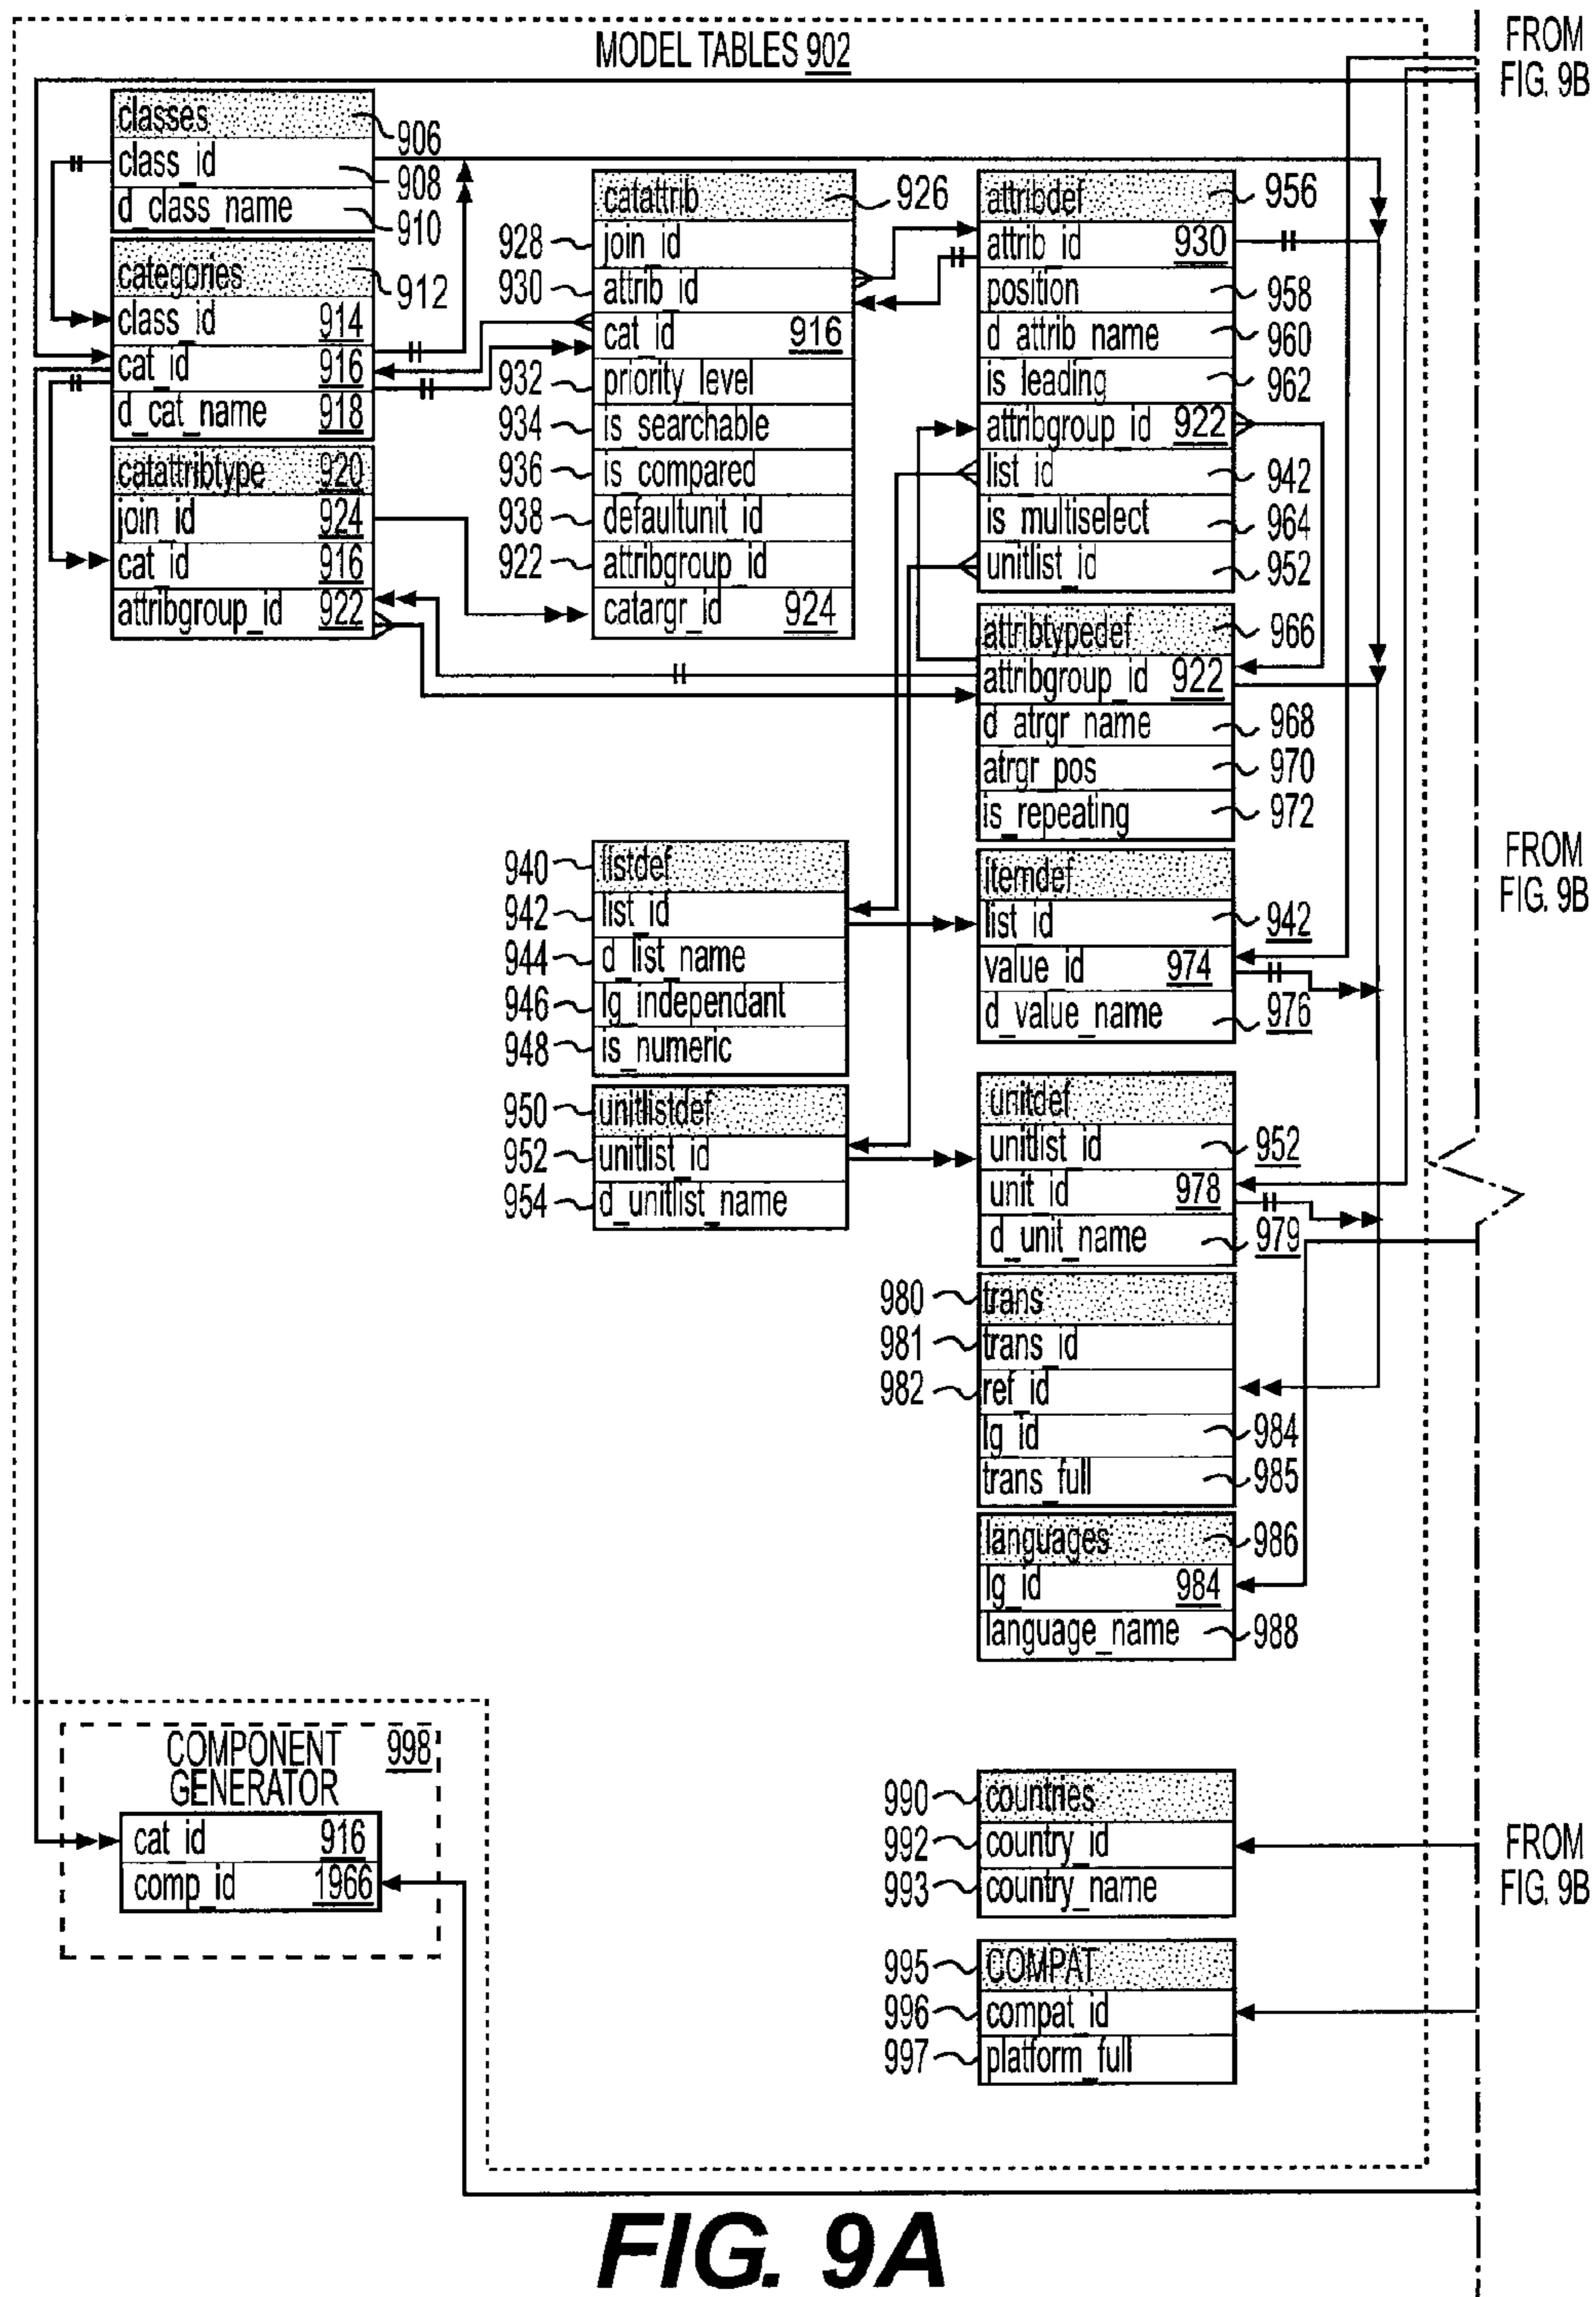 MODEL TABLES 902
FROM
FIG. 9B
classes 906
class_id 908
d_class_name 910
categories 912
class_id 914
cat_id 916
d_cat_name 918
catattribtype 920
join_id 924
cat_id 916
attribgroup_id 922
catattrib 926
928 join_id
930 attrib_id
cat_id 916
932 priority_level
934 is_searchable
936 is_compared
938 defaultunit_id
922 attribgroup_id
catargr_id 924
attribdef 956
attrib_id 930
position 958
d_attrib_name 960
is_leading 962
attribgroup_id 922
list_id 942
is_multiselect 964
unitlist_id 952
attribtypedef 966
attribgroup_id 922
d_atrgr_name 968
atrgr_pos 970
is_repeating 972
FROM
FIG. 9B
940 listdef
942 list_id
944 d_list_name
946 lg_independant
948 is_numeric
950 unitlistdef
952 unitlist_id
954 d_unitlist_name
itemdef
list_id 942
value_id 974
d_value_name 976
unitdef
unitlist_id 952
unit_id 978
d_unit_name 979
980 trans
981 trans_id
982 ref_id
lg_id 984
trans_full 985
languages 986
lg_id 984
language_name 988
COMPONENT 998
GENERATOR
cat_id 916
comp_id 1966
990 countries
992 country_id
993 country_name
FROM
FIG. 9B
995 COMPAT
996 compat_id
997 platform_full
FIG. 9A